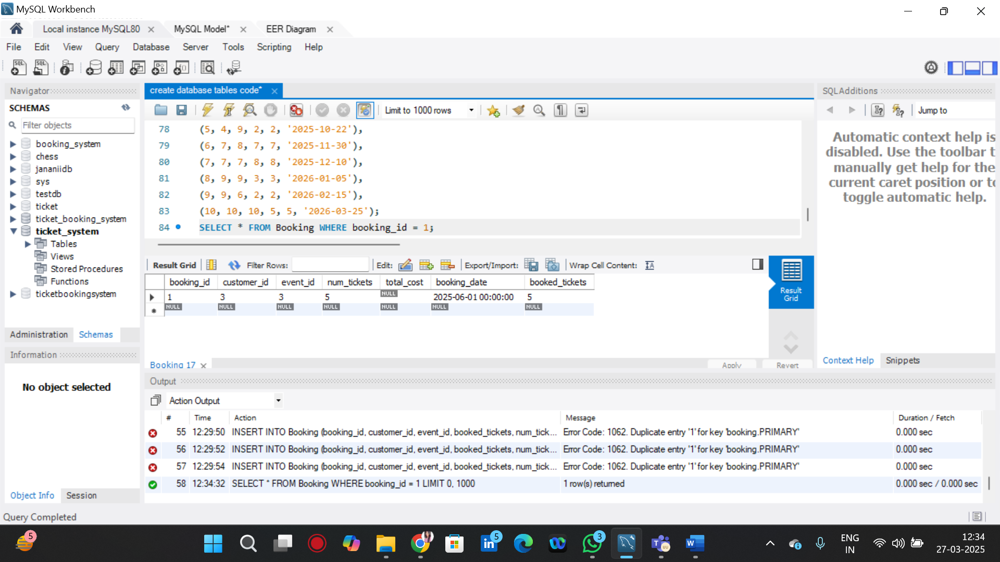 MySQL Workbench
Local instance MySQL80
MySQL Model*
EER Diagram
File Edit View Query Database Server Tools Scripting Help
Navigator
SCHEMAS
Filter objects
booking_system
chess
jananiidb
sys
testdb
ticket
ticket_booking_system
ticket_system
Tables
Views
Stored Procedures
Functions
ticketbookingsystem
Administration Schemas
Information
No object selected
Object Info Session
create database tables code*
Limit to 1000 rows
78 (5, 4, 9, 2, 2, '2025-10-22'),
79 (6, 7, 8, 7, 7, '2025-11-30'),
80 (7, 7, 7, 8, 8, '2025-12-10'),
81 (8, 9, 9, 3, 3, '2026-01-05'),
82 (9, 9, 6, 2, 2, '2026-02-15'),
83 (10, 10, 10, 5, 5, '2026-03-25');
84 SELECT * FROM Booking WHERE booking_id = 1;
Result Grid Filter Rows: Edit: Export/Import: Wrap Cell Content: IA
booking_id customer_id event_id num_tickets total_cost booking_date booked_tickets
1 3 3 5 NULL 2025-06-01 00:00:00 5
NULL NULL NULL NULL NULL NULL NULL
Result
Grid
Booking 17
Apply Revert
SQLAdditions
Jump to
Automatic context help is
disabled. Use the toolbar t
manually get help for the
current caret position or to
toggle automatic help.
Context Help Snippets
Output
Action Output
# Time Action Message Duration / Fetch
55 12:29:50 INSERT INTO Booking (booking_id, customer_id, event_id, booked_tickets, num_tick... Error Code: 1062. Duplicate entry '1' for key 'booking.PRIMARY' 0.000 sec
56 12:29:52 INSERT INTO Booking (booking_id, customer_id, event_id, booked_tickets, num_tick... Error Code: 1062. Duplicate entry '1' for key 'booking.PRIMARY' 0.000 sec
57 12:29:54 INSERT INTO Booking (booking_id, customer_id, event_id, booked_tickets, num_tick... Error Code: 1062. Duplicate entry '1' for key 'booking.PRIMARY' 0.000 sec
58 12:34:32 SELECT * FROM Booking WHERE booking_id = 1 LIMIT 0, 1000 1 row(s) returned 0.000 sec / 0.000 sec
Query Completed
5
5
3
ENG
IN
12:34
27-03-2025